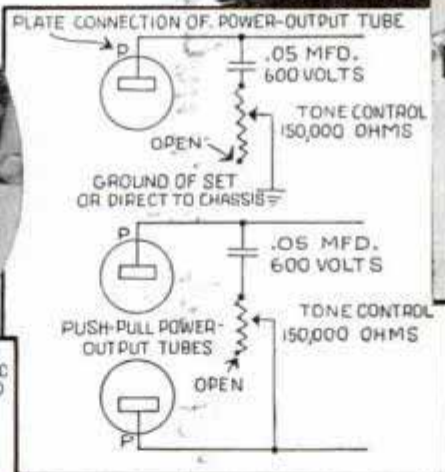 PLATE CONNECTION OF POWER-OUTPUT TUBE
P
.05 MFD.
600 VOLTS
TONE CONTROL
150,000 OHMS
OPEN
GROUND OF SET
OR DIRECT TO CHASSIS
P
.05 MFD.
600 VOLTS
TONE CONTROL
150,000 OHMS
PUSH-PULL POWER-
OUTPUT TUBES
OPEN
P